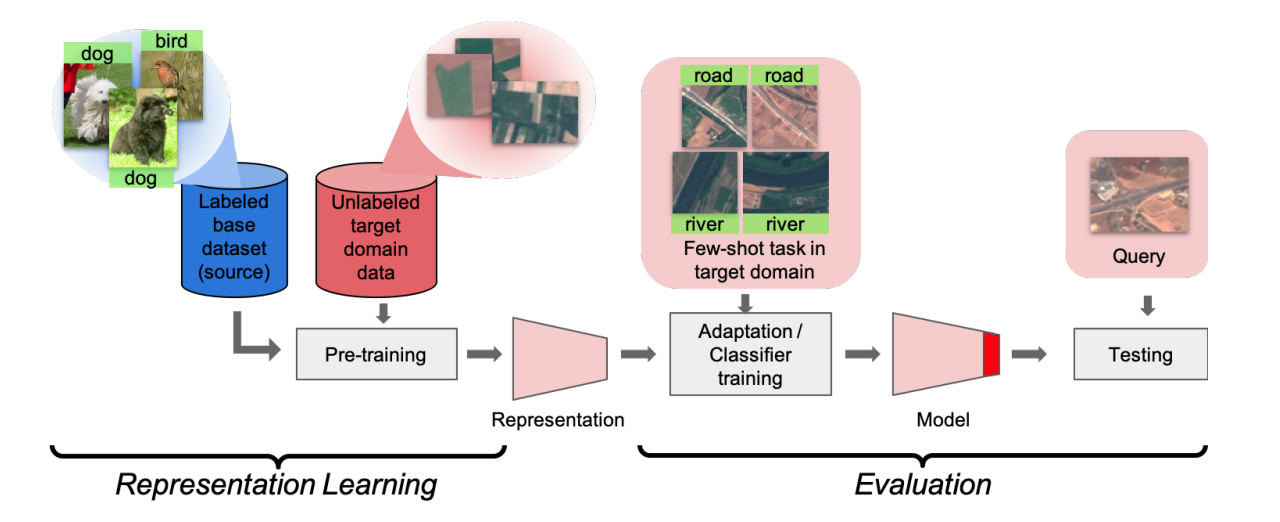 dog
bird
dog
Labeled
base
dataset
(source)
Unlabeled
target
domain
data
road
road
river
river
Few-shot task in
target domain
Query
Pre-training
Representation
Adaptation /
Classifier
training
Model
Testing
Representation Learning
Evaluation